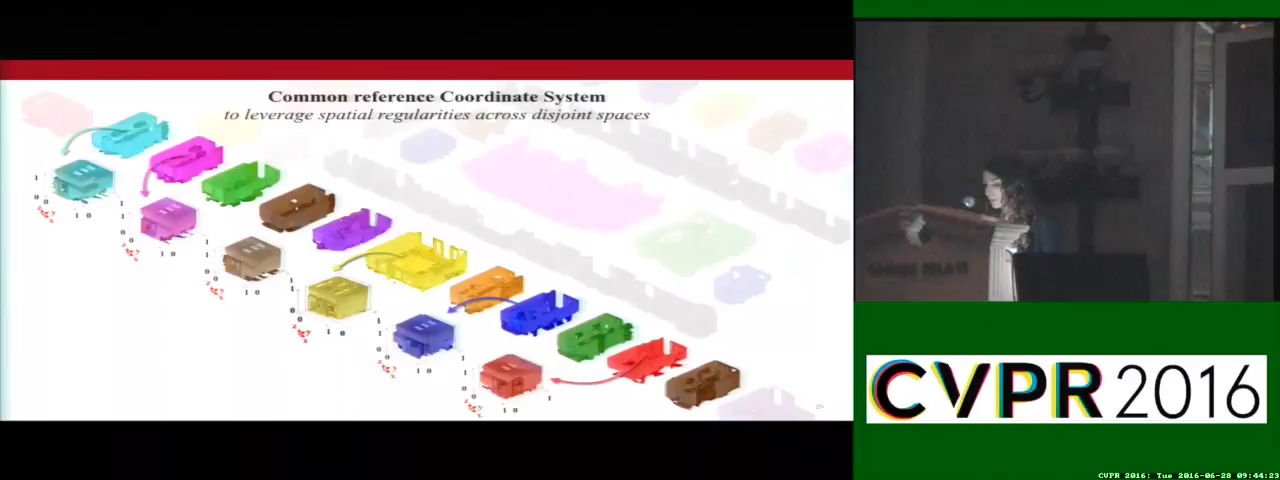 Common reference Coordinate System
to leverage spatial regularities across disjoint spaces
CVPR 2016
CVPR 2016: Tue 2016-06-28 09:44:23